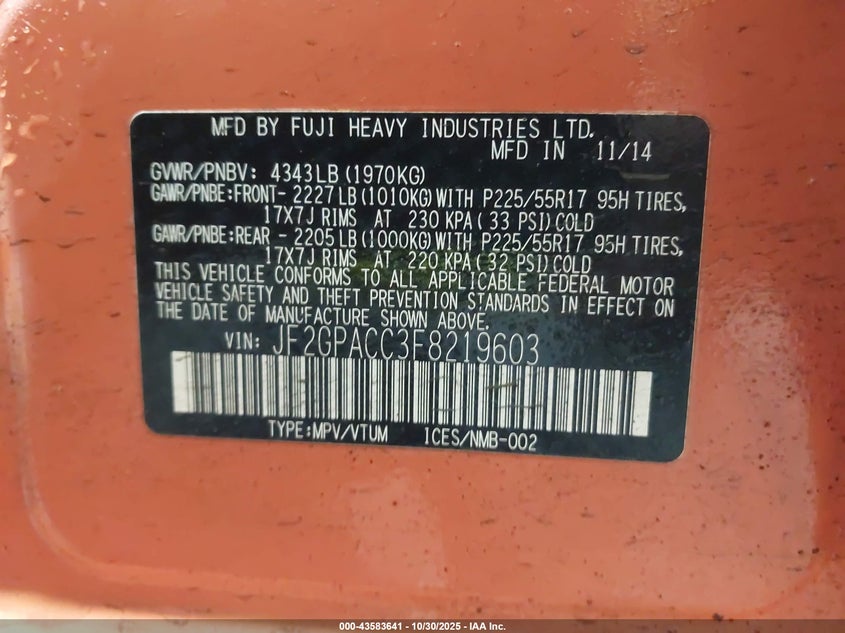 MFD BY FUJI HEAVY INDUSTRIES LTD.
MFD IN 11/14
GVWR/PNBV: 4343LB (1970KG)
GAWR/PNBE:FRONT- 2227LB(1010KG)WITH P225/55R17 95H TIRES,
17X7J RIMS AT 230 KPA( 33 PSI)COLD
GAWR/PNBE:REAR - 2205LB(1000KG)WITH P225/55R17 95H TIRES,
17X7J RIMS AT 220 KPA( 32 PSI)COLD
THIS VEHICLE CONFORMS TO ALL APPLICABLE FEDERAL MOTOR
VEHICLE SAFETY AND THEFT PREVENTION STANDARDS IN EFFECT ON
THE DATE OF MANUFACTURE SHOWN ABOVE.
VIN: JF2GPACC3F8219603
TYPE:MPV/VTUM ICES/NMB-002
000-43583641 - 10/30/2025 - IAA Inc.